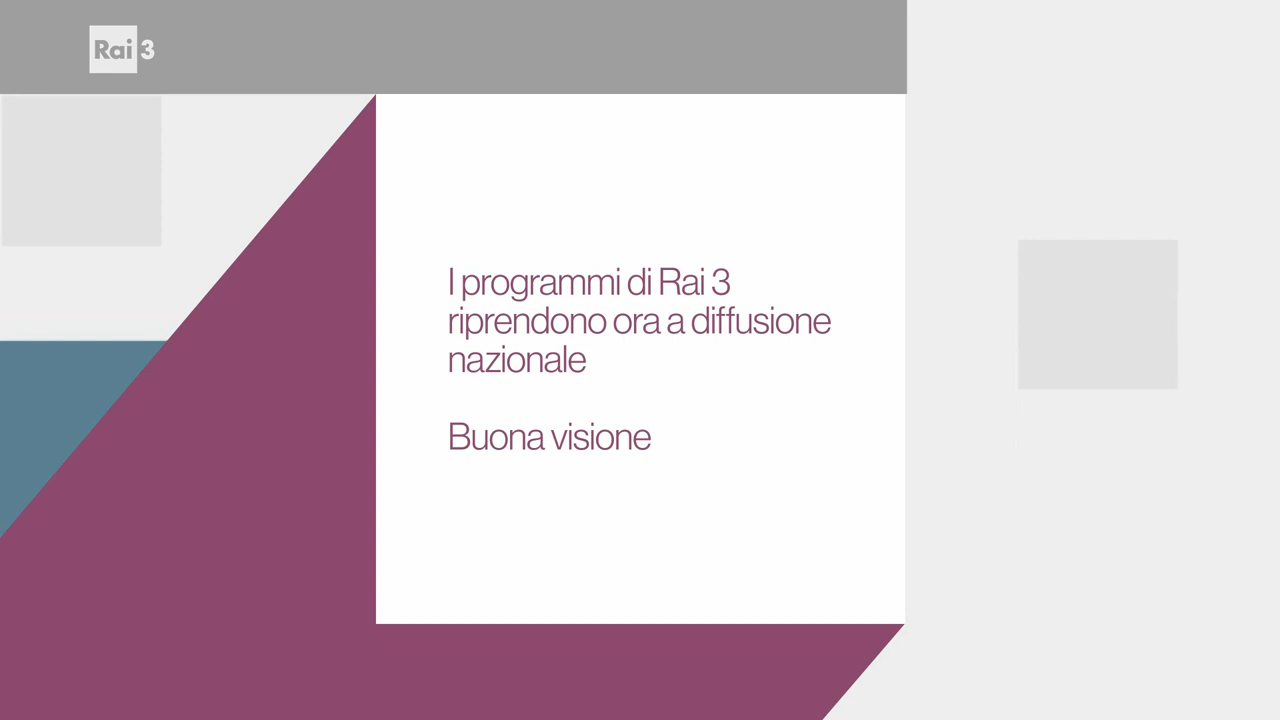 Rai 3
I programmi di Rai 3
riprendono ora a diffusione
nazionale
Buona visione